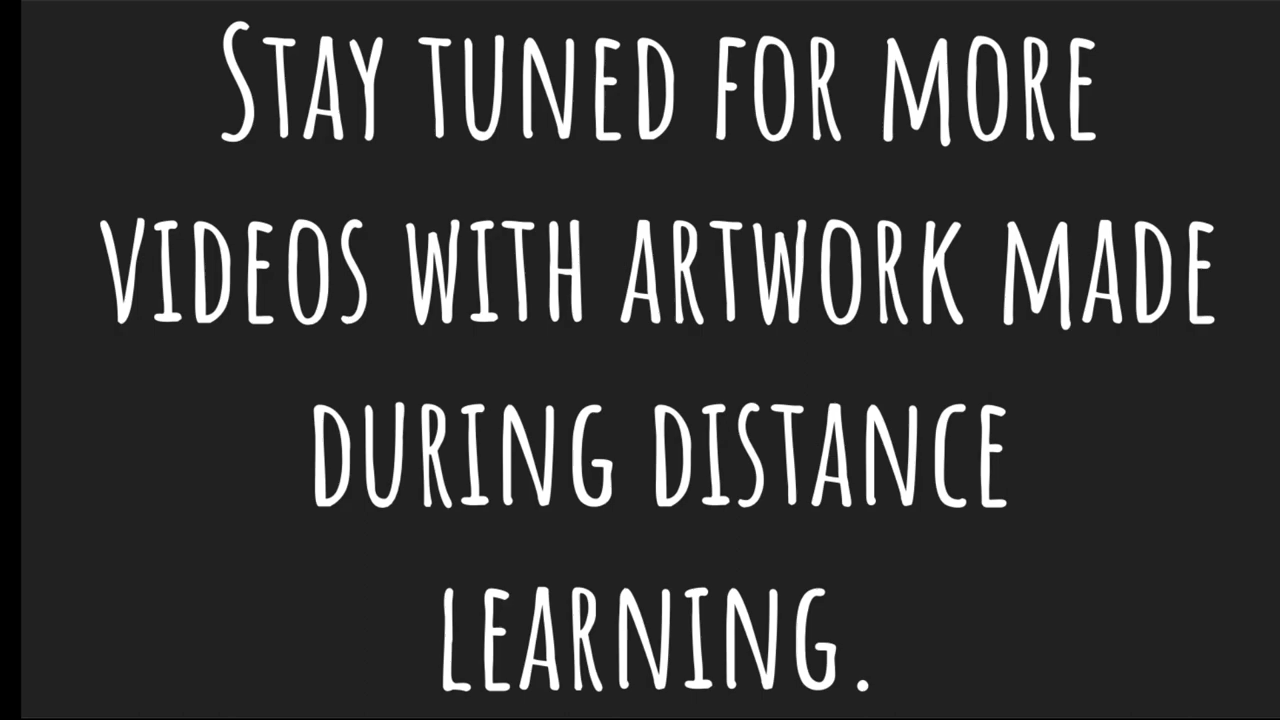 Stay tuned for more
videos with artwork made
during distance
learning.